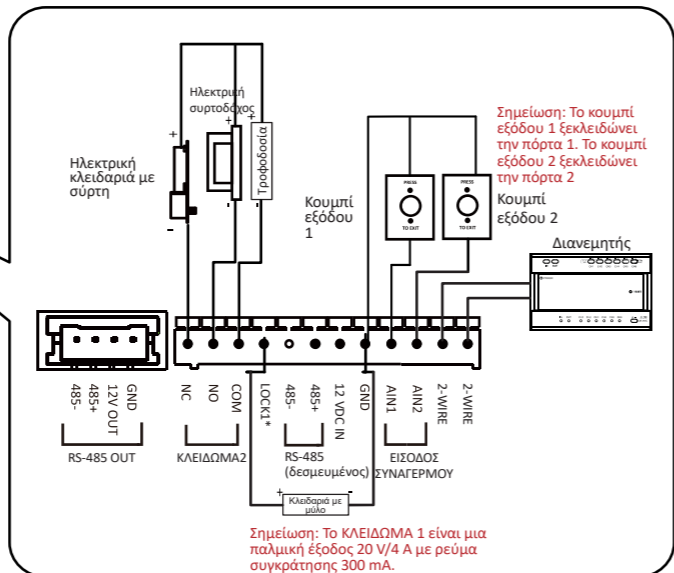 Ηλεκτρική
συρτοδάχος
Ηλεκτρική
κλειδαριά με
σύρτη
+
-
+
-
+
-
Τροφοδοσία
Σημείωση: Το κουμπί
εξόδου 1 ξεκλειδώνει
την πόρτα 1. Το κουμπί
εξόδου 2 ξεκλειδώνει
την πόρτα 2
Κουμπί
εξόδου
1
PRESS
TO EXIT
PRESS
TO EXIT
Κουμπί
εξόδου 2
Διανεμητής
485-
485+
12V OUT
GND
RS-485 OUT
NC
NO
COM
LOCK1*
485-
485+
12 VDC IN
GND
AIN1
AIN2
2-WIRE
2-WIRE
ΚΛΕΙΔΩΜΑ2
RS-485
(δεσμευμένος)
ΕΙΣΟΔΟΣ
ΣΥΝΑΓΕΡΜΟΥ
+
-
Κλειδαριά με
μύλο
Σημείωση: Το ΚΛΕΙΔΩΜΑ 1 είναι μια
παλμική έξοδος 20 V/4 A με ρεύμα
συγκράτησης 300 mA.